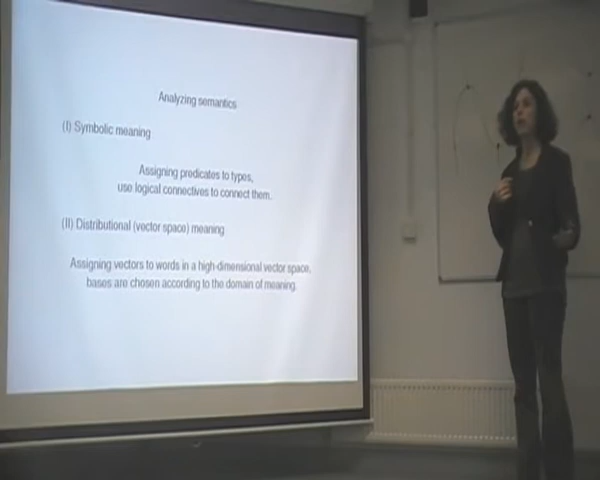 Analyzing semantics
(I) Symbolic meaning
Assigning predicates to types,
use logical connectives to connect them.
(II) Distributional (vector space) meaning
Assigning vectors to words in a high-dimensional vector space,
bases are chosen according to the domain of meaning.